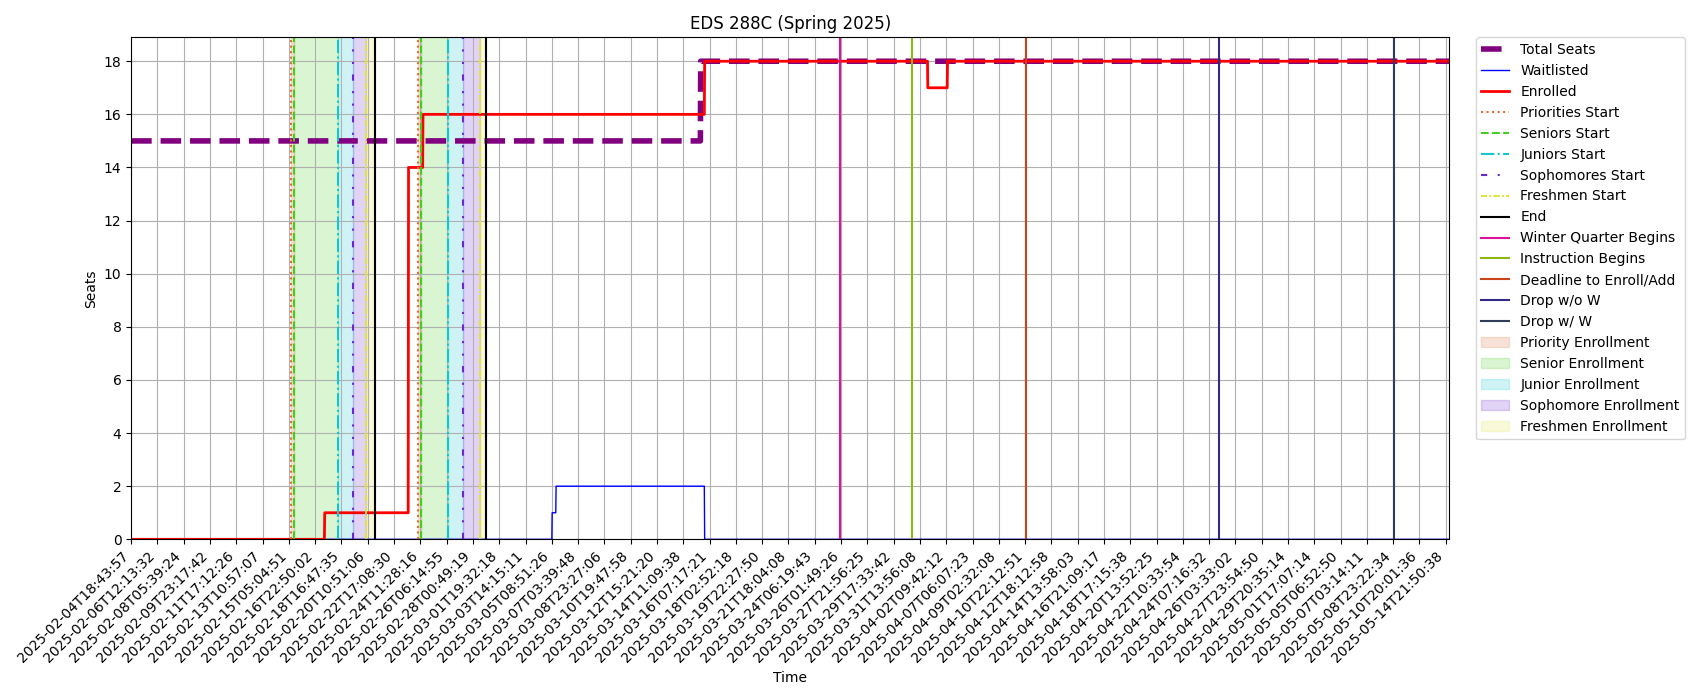 EDS 288C (Spring 2025)
Seats
18
16
14
12
10
8
6
4
2
0
2025-02-04T18:43:57
2025-02-06T12:13:32
2025-02-08T05:39:24
2025-02-09T23:17:42
2025-02-11T17:12:26
2025-02-13T10:57:07
2025-02-15T05:04:51
2025-02-16T22:50:02
2025-02-18T16:47:35
2025-02-20T10:51:06
2025-02-22T17:08:30
2025-02-24T11:28:16
2025-02-26T06:14:55
2025-02-28T00:49:19
2025-03-01T19:32:18
2025-03-03T14:15:11
2025-03-05T08:51:26
2025-03-07T03:39:48
2025-03-08T23:27:06
2025-03-10T19:47:58
2025-03-12T15:21:20
2025-03-14T11:09:38
2025-03-16T07:17:21
2025-03-18T02:52:18
2025-03-19T22:27:50
2025-03-21T18:04:08
2025-03-24T06:19:43
2025-03-26T01:49:26
2025-03-27T21:56:25
2025-03-29T17:33:42
2025-03-31T13:56:08
2025-04-02T09:42:12
2025-04-07T06:07:23
2025-04-09T02:32:08
2025-04-10T22:12:51
2025-04-12T18:12:58
2025-04-14T13:58:03
2025-04-16T21:09:17
2025-04-18T17:15:38
2025-04-20T13:52:25
2025-04-22T10:33:54
2025-04-24T07:16:32
2025-04-26T03:33:02
2025-04-27T23:54:50
2025-04-29T20:35:14
2025-05-01T17:07:14
2025-05-05T06:52:50
2025-05-07T03:14:11
2025-05-08T23:22:34
2025-05-10T20:01:36
2025-05-14T21:50:38
Time
Total Seats
Waitlisted
Enrolled
Priorities Start
Seniors Start
Juniors Start
Sophomores Start
Freshmen Start
End
Winter Quarter Begins
Instruction Begins
Deadline to Enroll/Add
Drop w/o W
Drop w/ W
Priority Enrollment
Senior Enrollment
Junior Enrollment
Sophomore Enrollment
Freshmen Enrollment